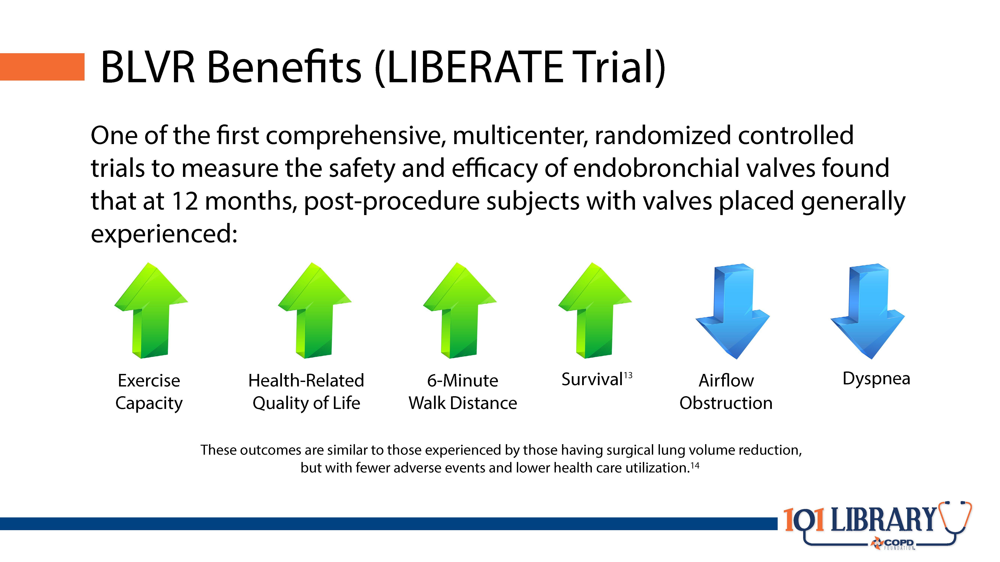 BLVR Benefits (LIBERATE Trial)
One of the first comprehensive, multicenter, randomized controlled
trials to measure the safety and efficacy of endobronchial valves found
that at 12 months, post-procedure subjects with valves placed generally
experienced:
Exercise
Capacity
Health-Related
Quality of Life
6-Minute
Walk Distance
Survival¹³
Airflow
Obstruction
Dyspnea
These outcomes are similar to those experienced by those having surgical lung volume reduction,
but with fewer adverse events and lower health care utilization.¹⁴
101 LIBRARY
COPD
FOUNDATION®